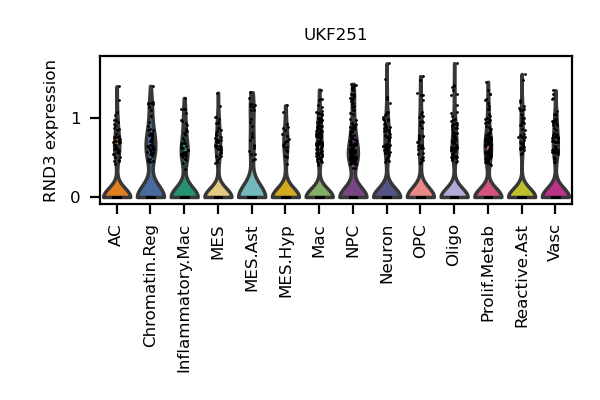 UKF251
RND3 expression
1
0
AC
Chromatin.Reg
Inflammatory.Mac
MES
MES.Ast
MES.Hyp
Mac
NPC
Neuron
OPC
Oligo
Prolif.Metab
Reactive.Ast
Vasc